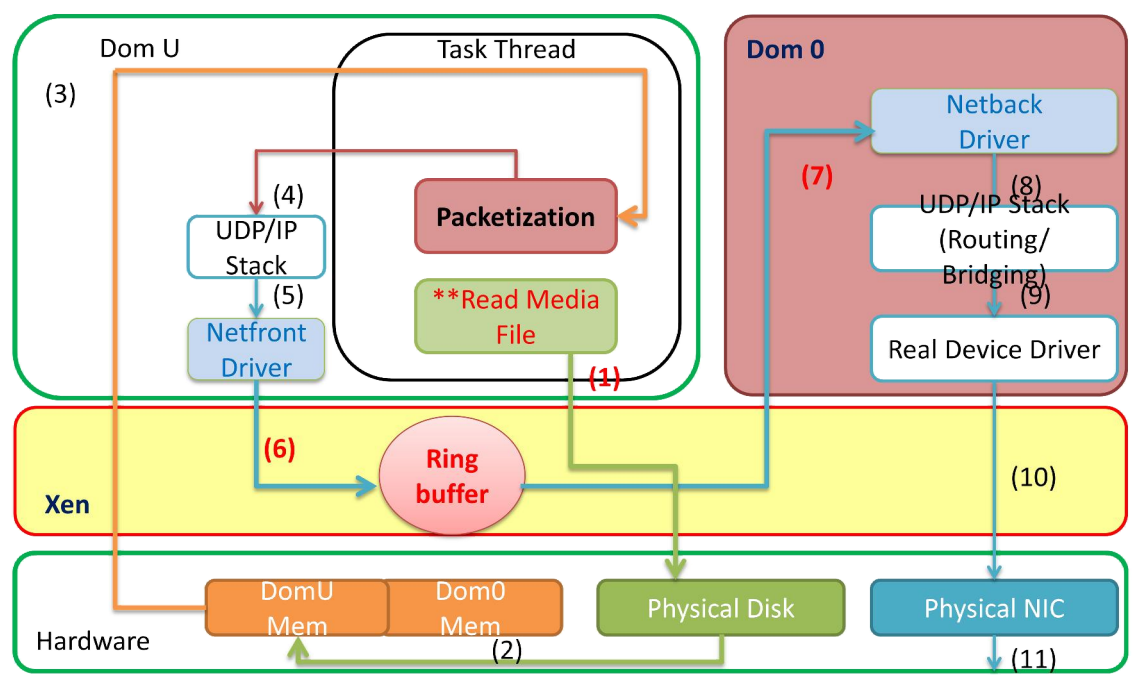 Dom U
Task Thread
Dom 0
(3)
Netback
Driver
(7)
(8)
Packetization
(4)
UDP/IP
Stack
UDP/IP Stack
(Routing/
Bridging)
(5)
**Read Media
File
(9)
Netfront
Driver
Real Device Driver
(1)
(6)
Ring
buffer
(10)
Xen
DomU
Mem
Dom0
Mem
Physical Disk
Physical NIC
Hardware
(2)
(11)